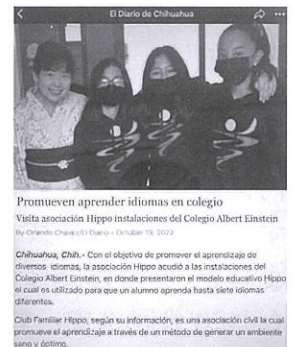 El Diario de Chihuahua
Promueven aprender idiomas en colegio
Visita asociación Hippo instalaciones del Colegio Albert Einstein
By Orlando Chávez/El Diario - October 19, 2022
Chihuahua, Chih.- Con el objetivo de promover el aprendizaje de
diversos idiomas, la asociación Hippo acudió a las instalaciones del
Colegio Albert Einstein, en donde presentaron el modelo educativo Hippo
el cual es utilizado para que un alumno aprenda hasta siete idiomas
diferentes.
Club Familiar Hippo, según su información, es una asociación civil la cual
promueve el aprendizaje a través de un método de generar un ambiente
sano y óptimo